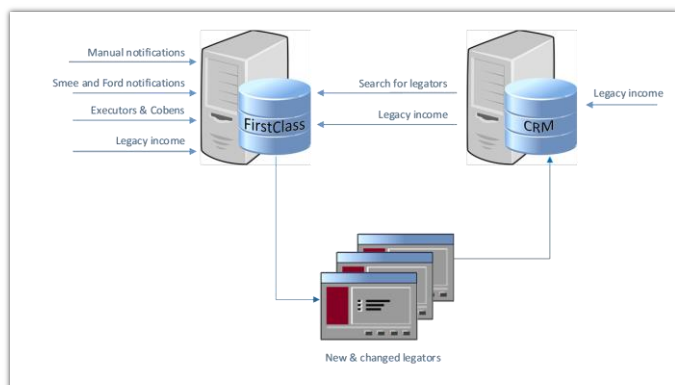 Manual notifications
Smee and Ford notifications
Executors & Cobens
Legacy income
FirstClass
Search for legators
Legacy income
CRM
Legacy income
New & changed legators